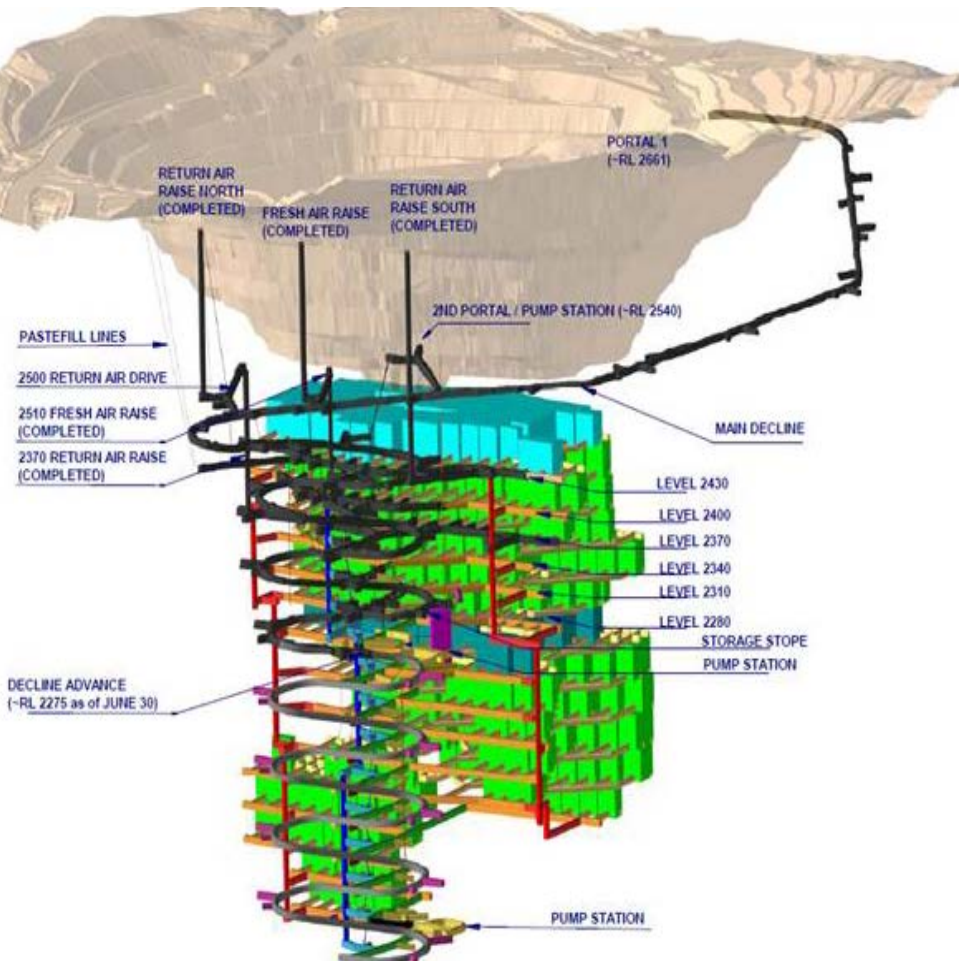 PORTAL 1
(~RL 2661)
RETURN AIR
RAISE NORTH
(COMPLETED)
FRESH AIR RAISE
(COMPLETED)
RETURN AIR
RAISE SOUTH
(COMPLETED)
2ND PORTAL / PUMP STATION (~RL 2540)
PASTEFILL LINES
2500 RETURN AIR DRIVE
2510 FRESH AIR RAISE
(COMPLETED)
2370 RETURN AIR RAISE
(COMPLETED)
MAIN DECLINE
LEVEL 2430
LEVEL 2400
LEVEL 2370
LEVEL 2340
LEVEL 2310
LEVEL 2280
STORAGE STOPE
PUMP STATION
DECLINE ADVANCE
(~RL 2275 as of JUNE 30)
PUMP STATION